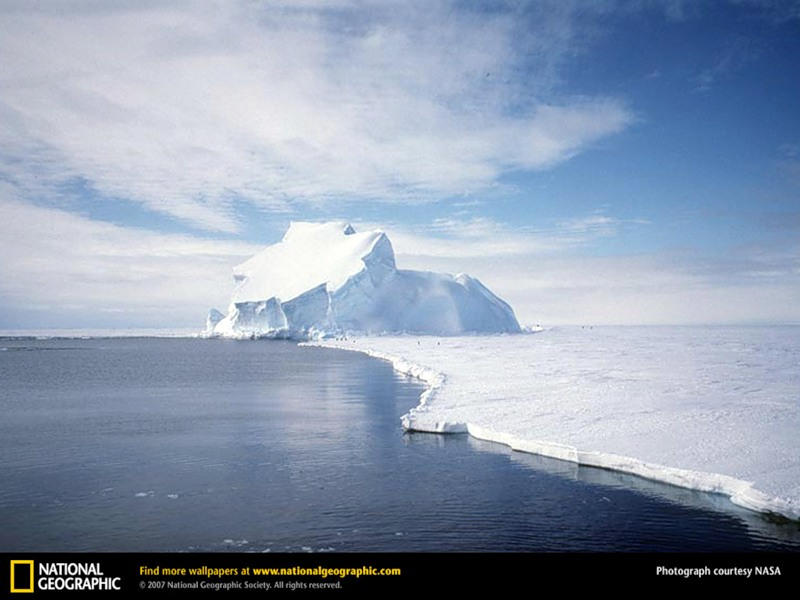 NATIONAL
GEOGRAPHIC
Find more wallpapers at www.nationalgeographic.com
© 2007 National Geographic Society. All rights reserved.
Photograph courtesy NASA